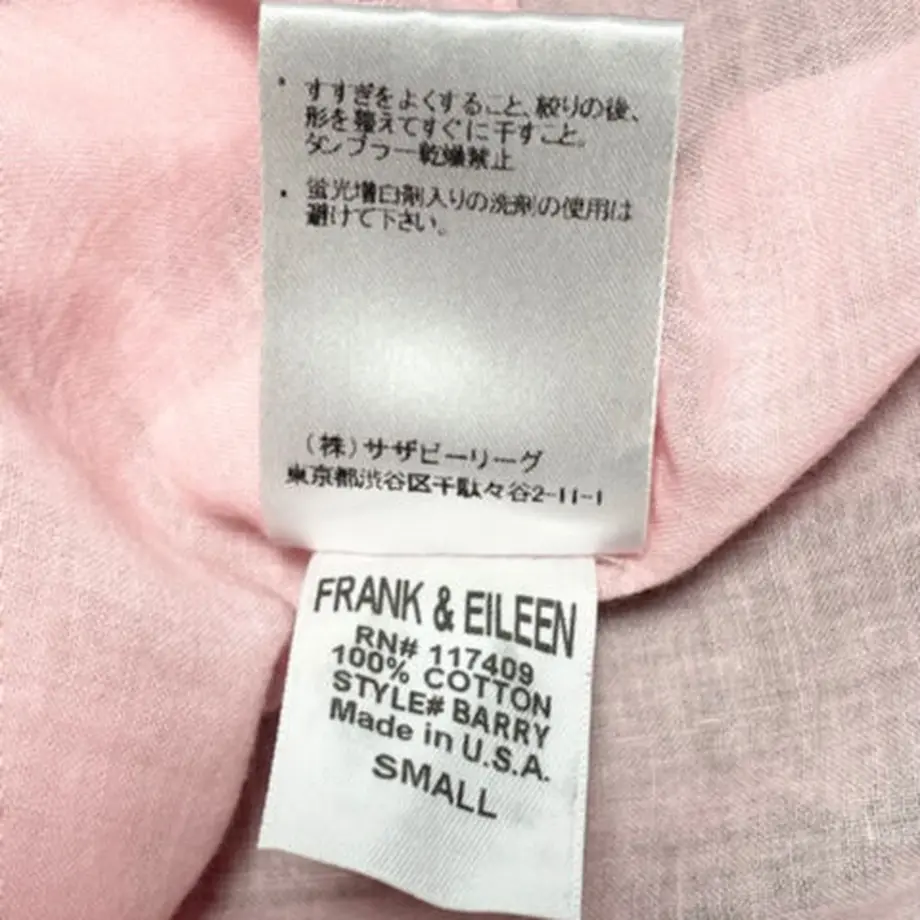 ・すすぎをよくすること、絞りの後、
形を整えてすぐに干すこと。
タンブラー乾燥禁止
・蛍光増白剤入りの洗剤の使用は
避けて下さい。
(株)サザビーリーグ
東京都渋谷区千駄々谷2-11-1
FRANK & EILEEN
RN# 117409
100% COTTON
STYLE# BARRY
Made in U.S.A.
SMALL